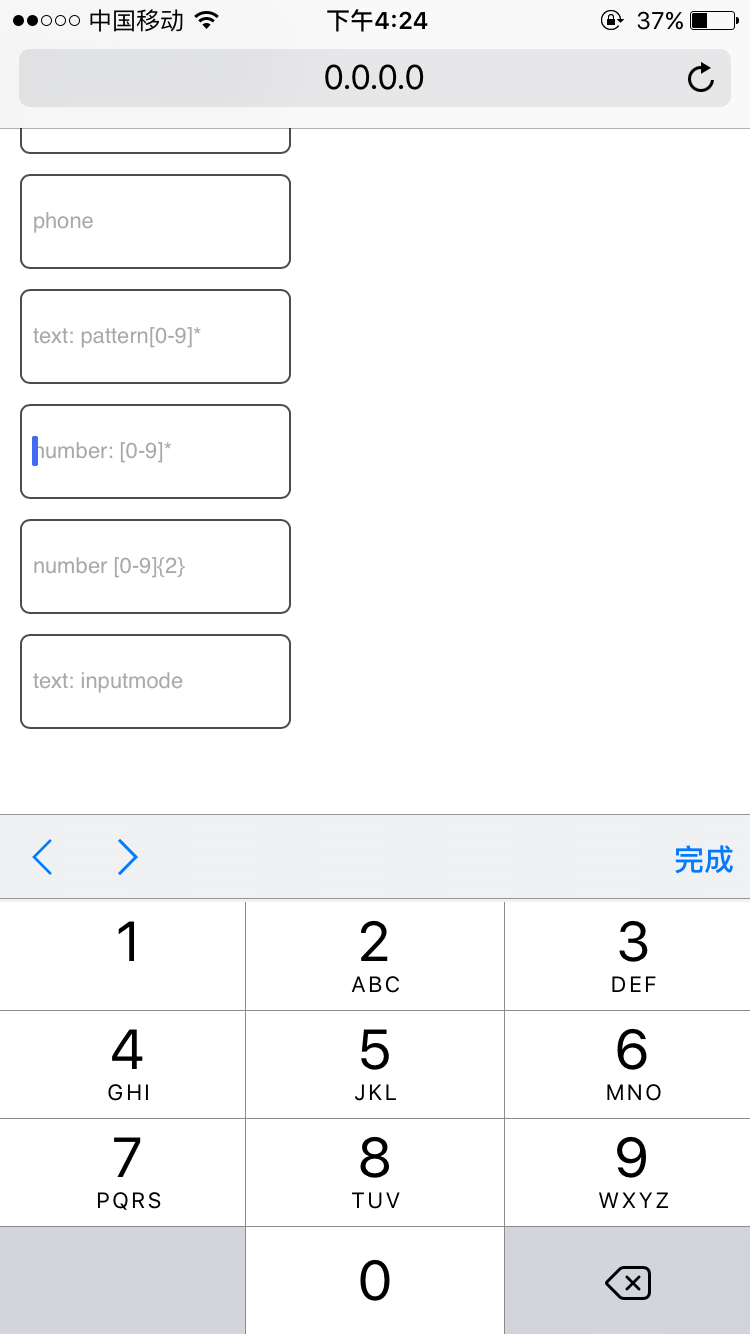 中国移动 下午4:24 37%
0.0.0.0
phone
text: pattern[0-9]*
number: [0-9]*
number [0-9]{2}
text: inputmode
完成
1 2 3
ABC DEF
4 5 6
GHI JKL MNO
7 8 9
PQRS TUV WXYZ
0